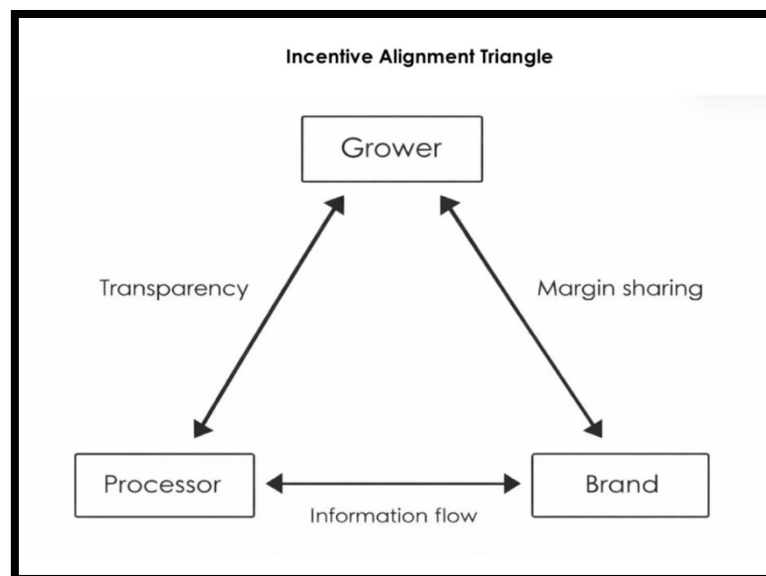 Incentive Alignment Triangle
Grower
Transparency
Margin sharing
Processor
Brand
Information flow